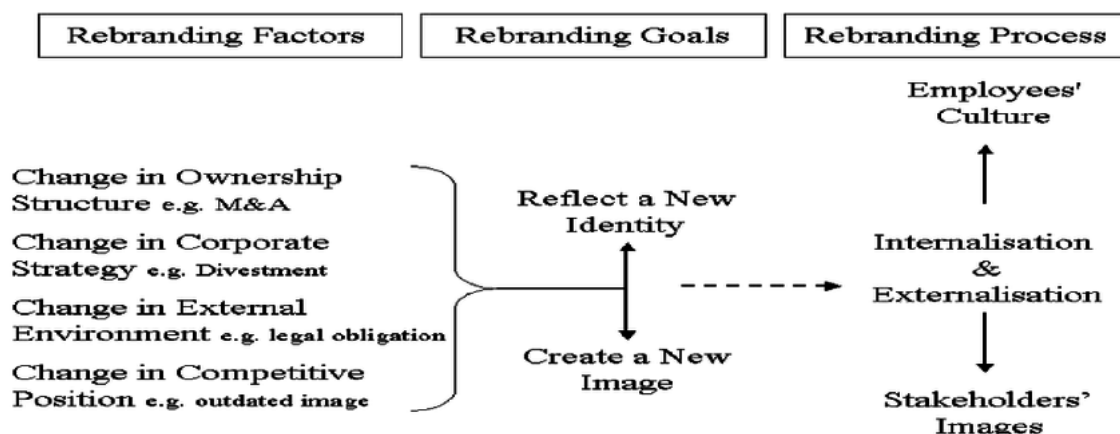 Rebranding Factors
Rebranding Goals
Rebranding Process
Change in Ownership
Structure e.g. M&A
Change in Corporate
Strategy e.g. Divestment
Change in External
Environment e.g. legal obligation
Change in Competitive
Position e.g. outdated image
Reflect a New
Identity
Create a New
Image
Employees'
Culture
Internalisation
&
Externalisation
Stakeholders’
Images